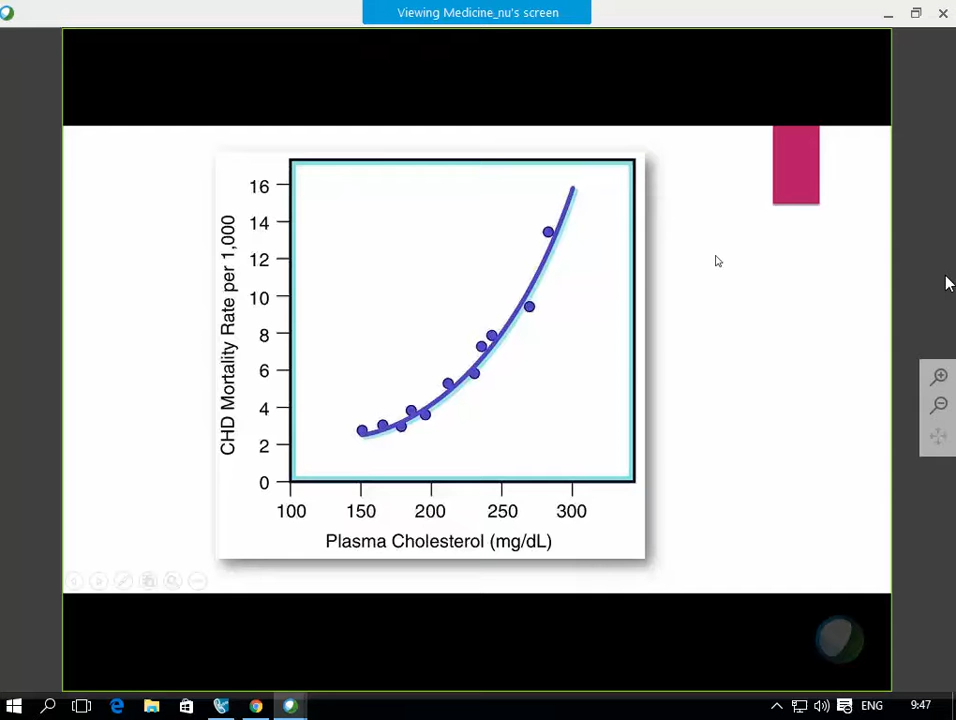 Viewing Medicine_nu's screen
CHD Mortality Rate per 1,000
16
14
12
10
8
6
4
2
0
100 150 200 250 300
Plasma Cholesterol (mg/dL)
ENG 9:47